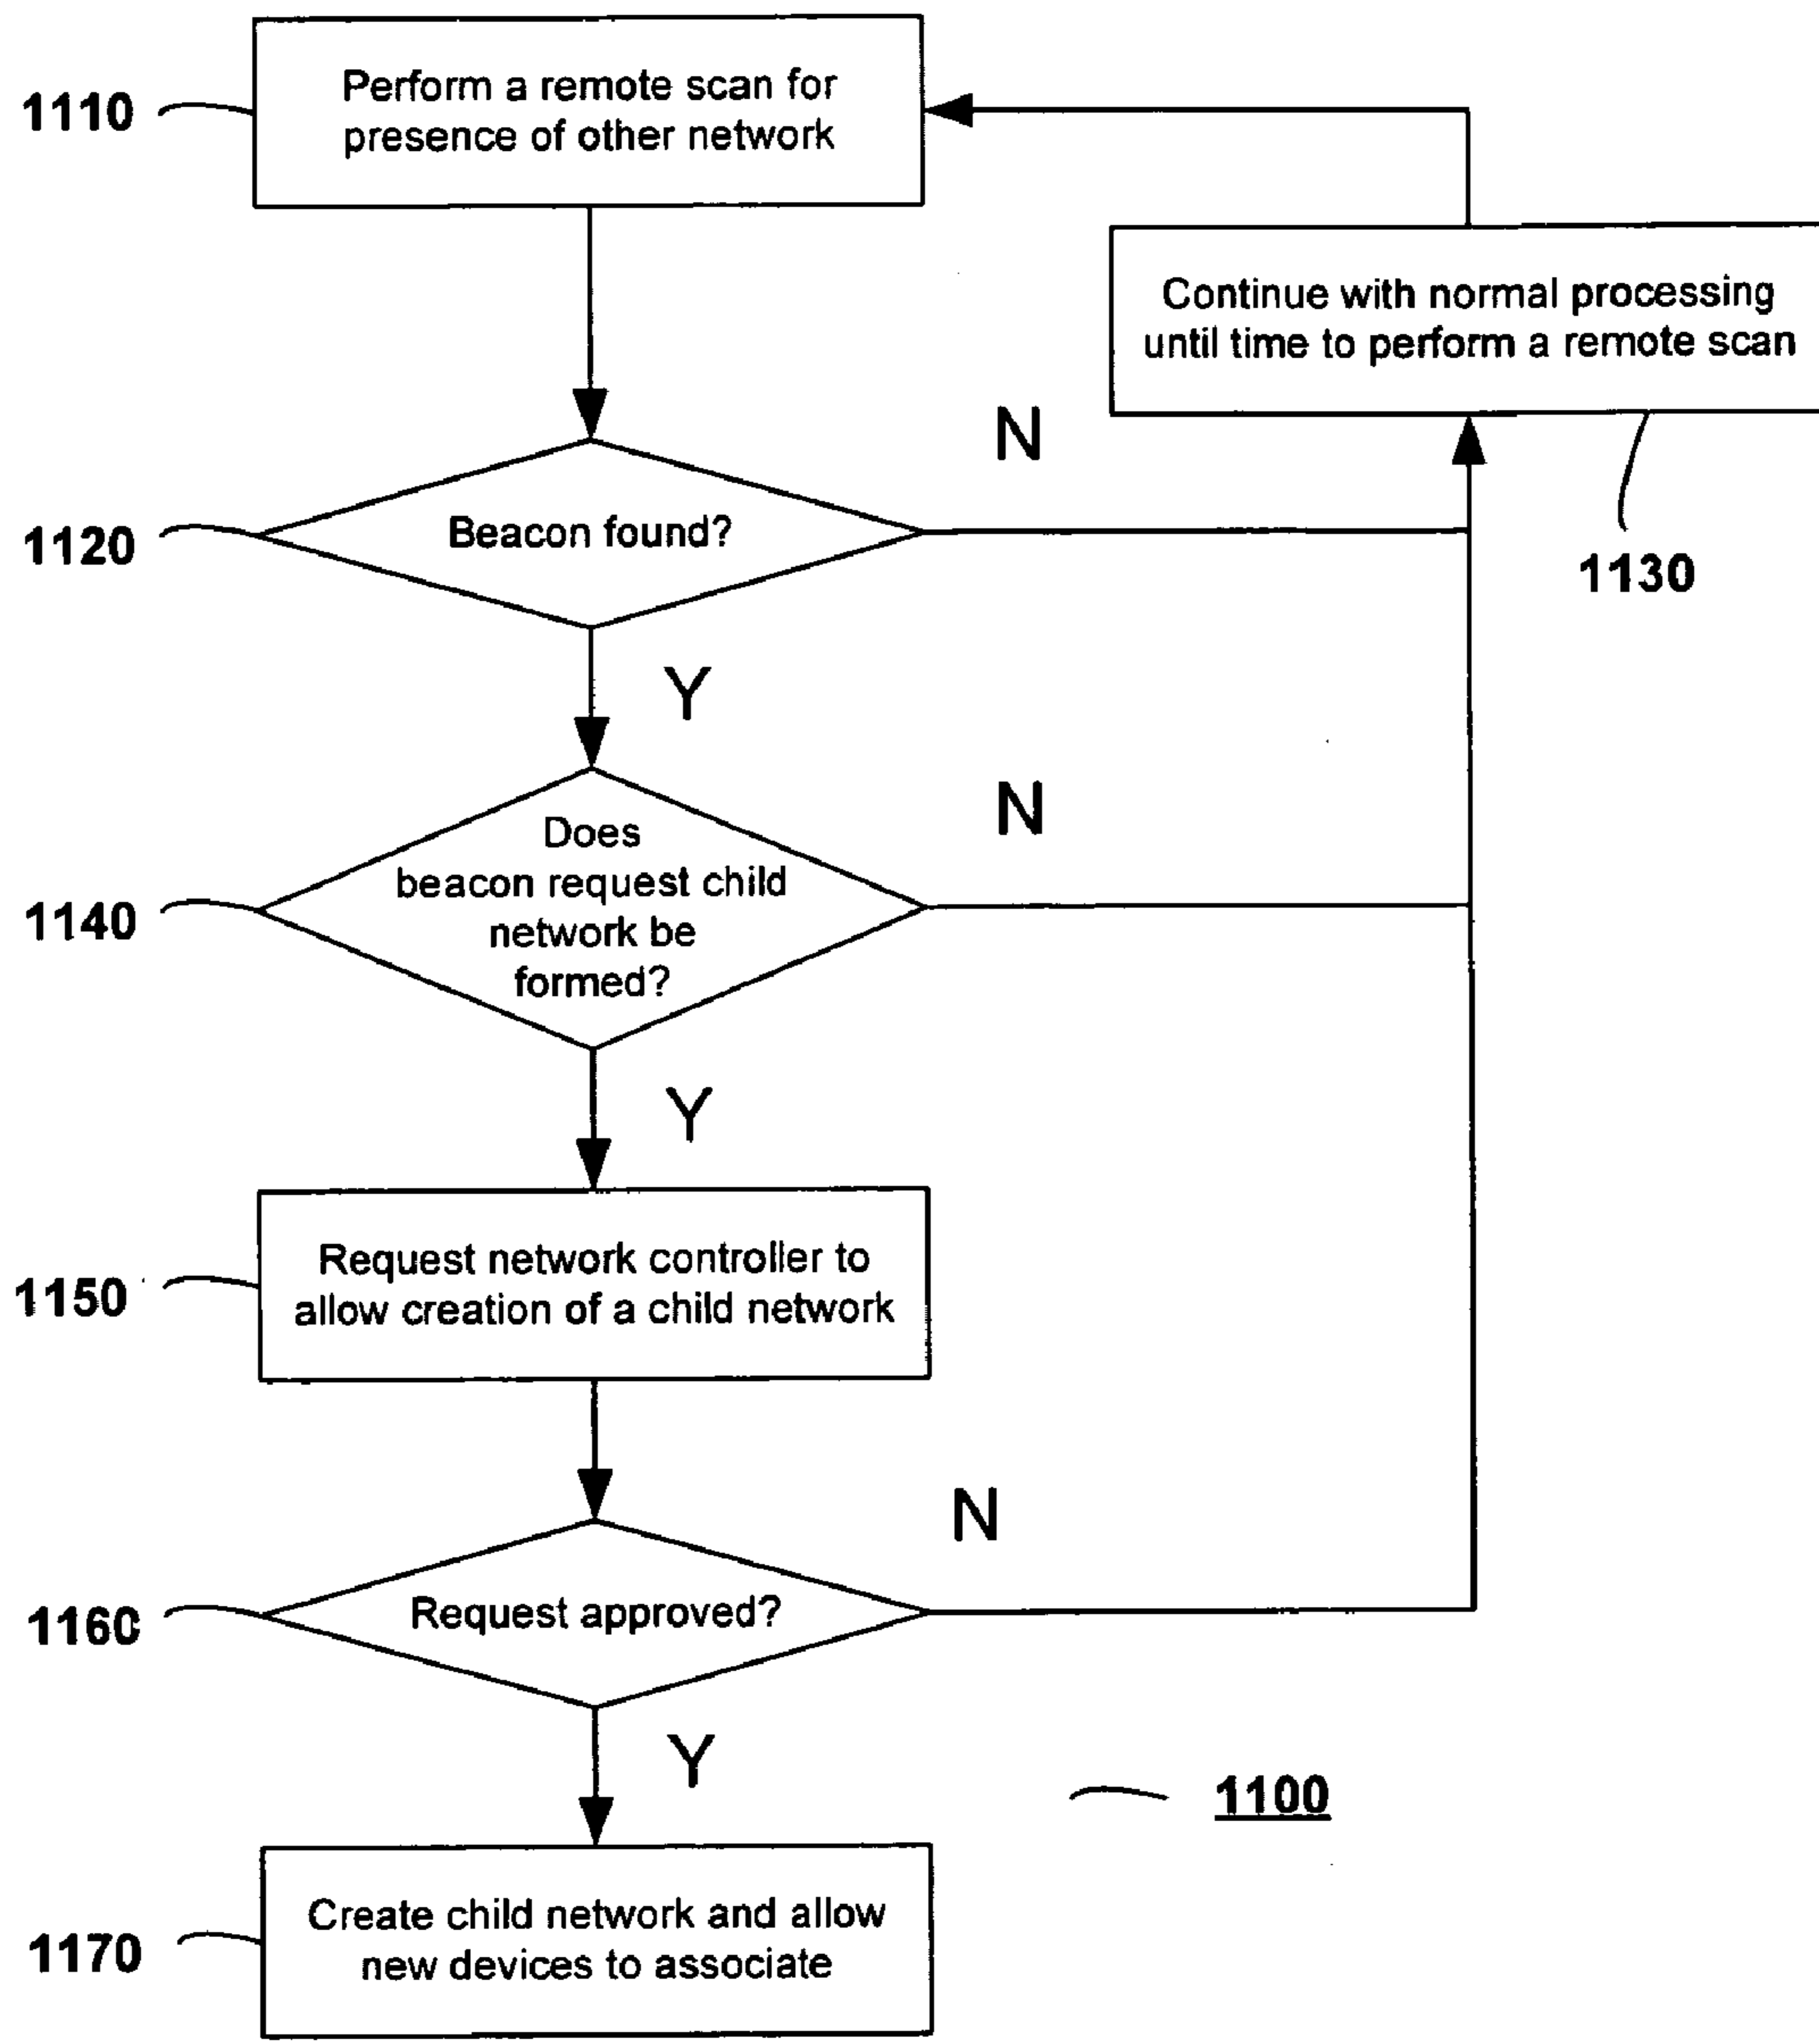 1110
Perform a remote scan for
presence of other network
Continue with normal processing
until time to perform a remote scan
1130
1120
Beacon found?
N
Y
1140
Does
beacon request child
network be
formed?
N
Y
1150
Request network controller to
allow creation of a child network
1160
Request approved?
N
Y
1100
1170
Create child network and allow
new devices to associate